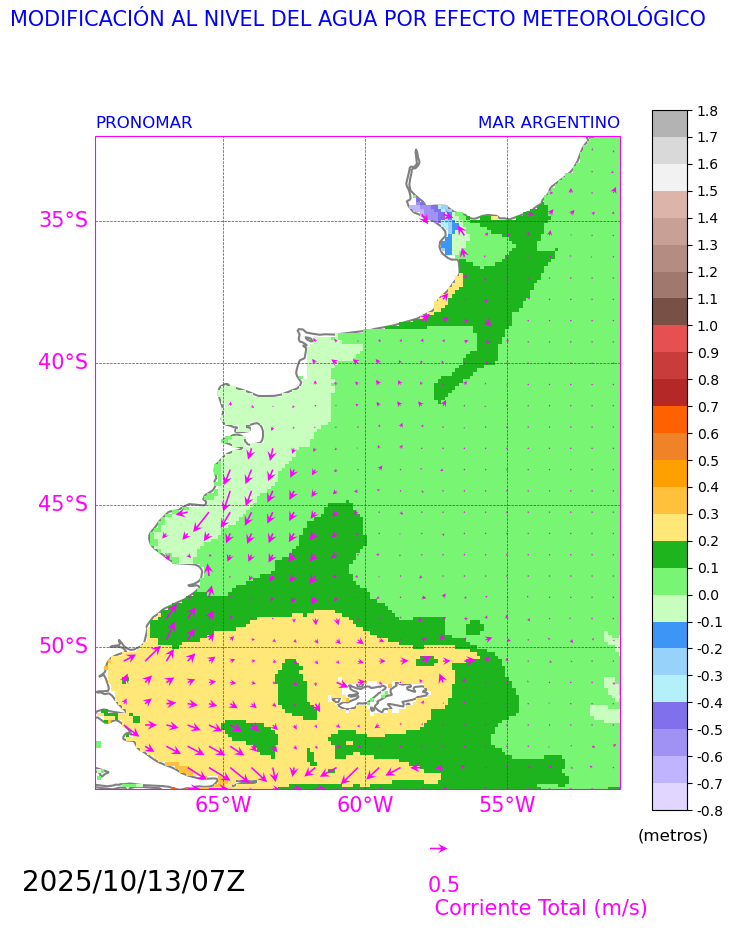 MODIFICACIÓN AL NIVEL DEL AGUA POR EFECTO METEOROLÓGICO
PRONOMAR
MAR ARGENTINO
35°S
40°S
45°S
50°S
65°W
60°W
55°W
1.8
1.7
1.6
1.5
1.4
1.3
1.2
1.1
1.0
0.9
0.8
0.7
0.6
0.5
0.4
0.3
0.2
0.1
0.0
-0.1
-0.2
-0.3
-0.4
-0.5
-0.6
-0.7
-0.8
(metros)
2025/10/13/07Z
0.5
Corriente Total (m/s)